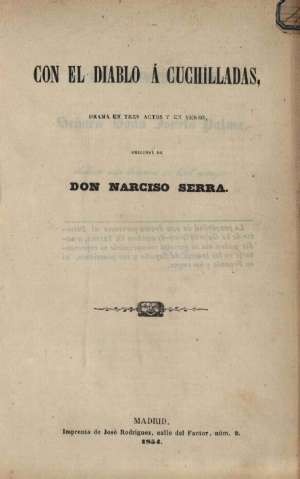 CON EL DIABLO Á CUCHILLADAS,
DRAMA EN TRES ACTOS Y EN VERSO,
ORIGINAL DE
DON NARCISO SERRA.
MADRID,
Imprenta de José Rodriguez, calle del Factor, núm. 9.
1854.